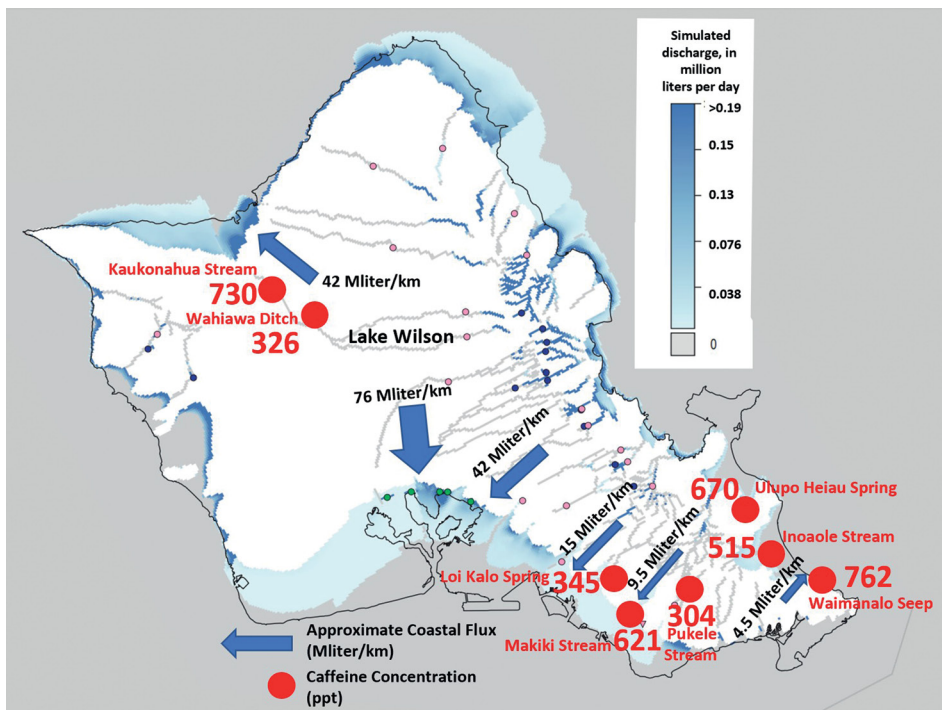 Simulated
discharge, in
million
liters per day
>0.19
0.15
0.13
0.076
0.038
0
Kaukonahua Stream
730
42 Mliter/km
Wahiawa Ditch
326
Lake Wilson
76 Mliter/km
42 Mliter/km
670
Ulupo Heiau Spring
15 Mliter/km
9.5 Mliter/km
515
Inoaole Stream
Loi Kalo Spring
345
762
4.5 Mliter/km
Waimanalo Seep
304
Makiki Stream
621
Pukele
Stream
Approximate Coastal Flux
(Mliter/km)
Caffeine Concentration
(ppt)